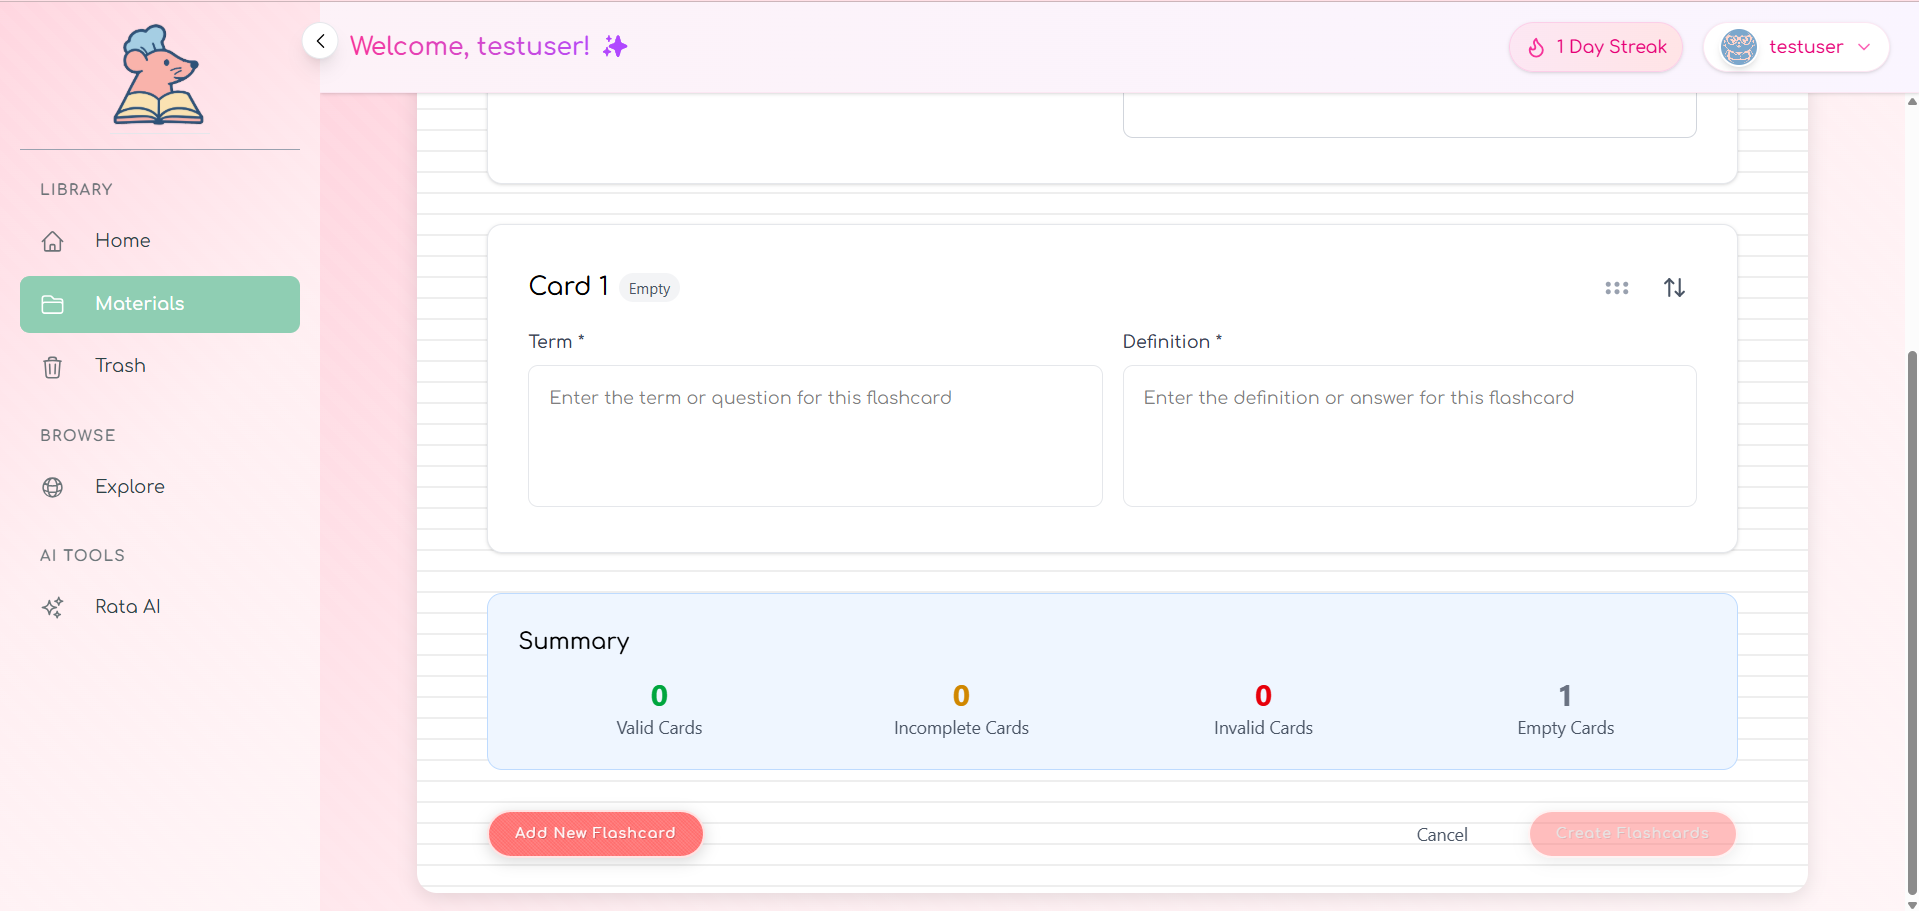 Welcome, testuser!
1 Day Streak
testuser
LIBRARY
Home
Materials
Trash
BROWSE
Explore
AI TOOLS
Rata AI
Card 1
Empty
Term *
Definition *
Enter the term or question for this flashcard
Enter the definition or answer for this flashcard
Summary
0
0
0
1
Valid Cards
Incomplete Cards
Invalid Cards
Empty Cards
Add New Flashcard
Cancel
Create Flashcards